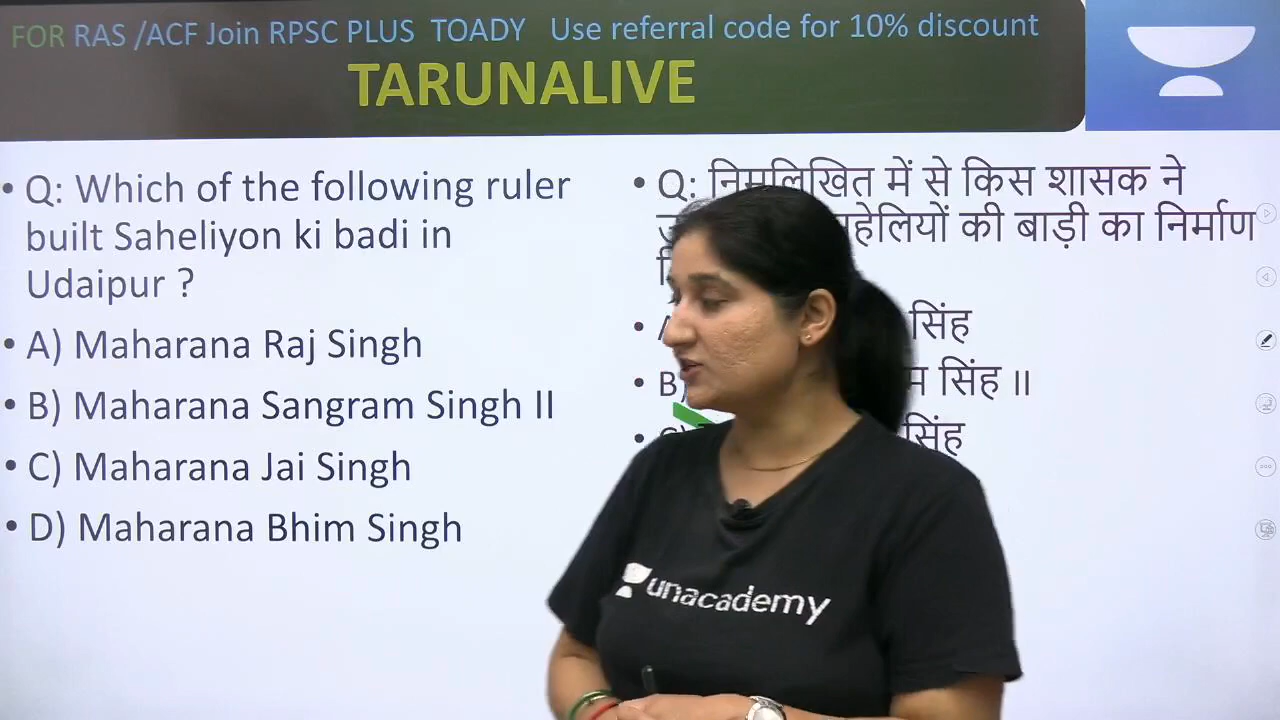 FOR RAS /ACF Join RPSC PLUS TOADY Use referral code for 10% discount
TARUNALIVE
• Q: Which of the following ruler
built Saheliyon ki badi in
Udaipur ?
• A) Maharana Raj Singh
• B) Maharana Sangram Singh II
• C) Maharana Jai Singh
• D) Maharana Bhim Singh
• Q: निम्नलिखित में से किस शासक ने
की बाड़ी का निर्माण
सिंह
• B) सिंह II
सिंह
unacademy